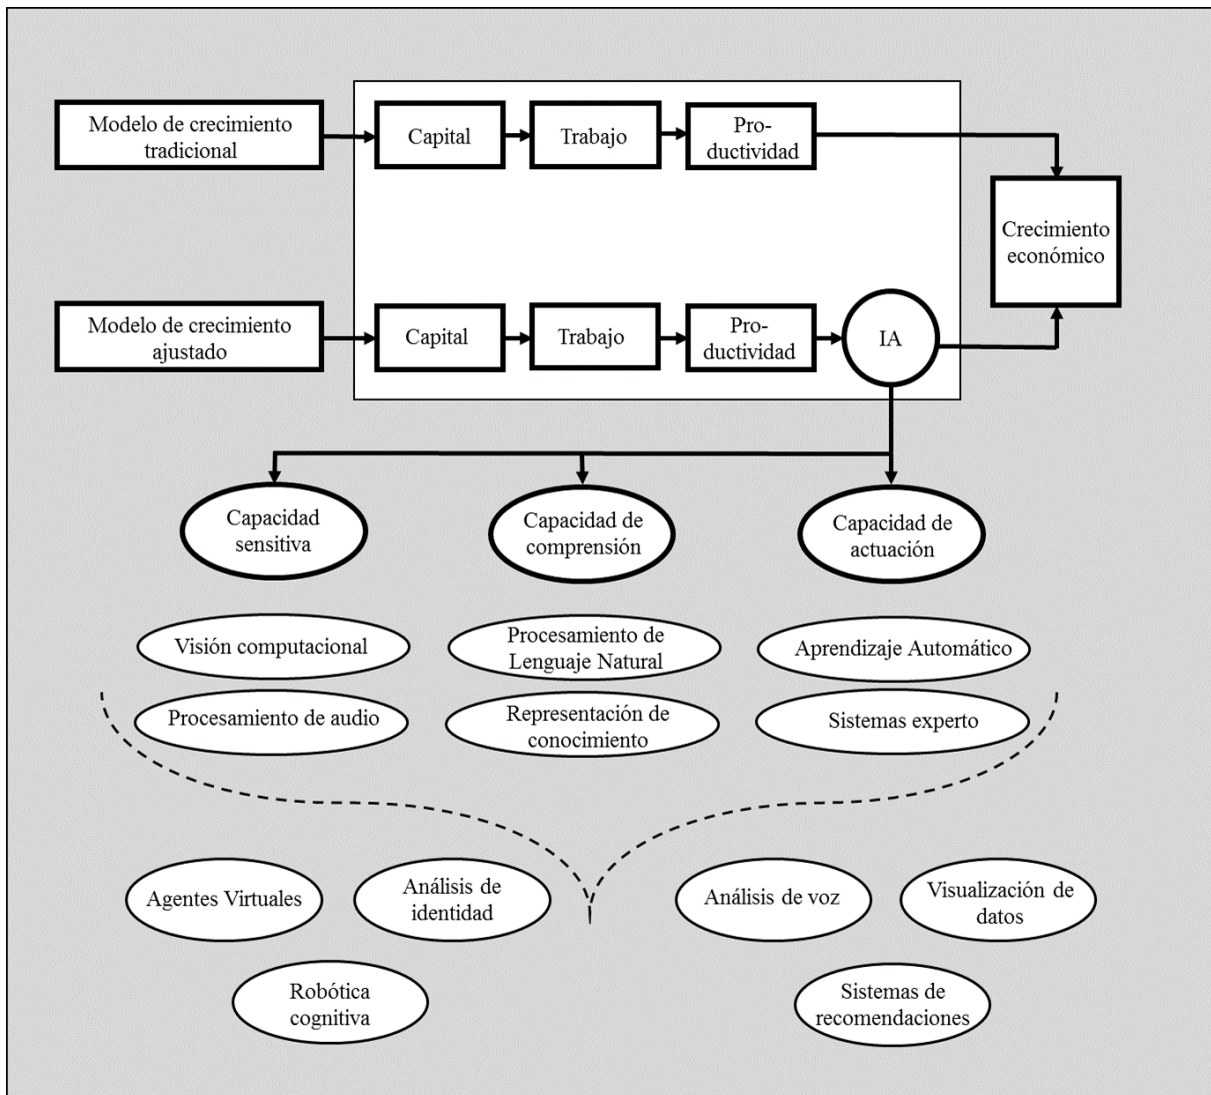 Modelo de crecimiento
tradicional
Capital
Trabajo
Pro-
ductividad
Crecimiento
económico
Modelo de crecimiento
ajustado
Capital
Trabajo
Pro-
ductividad
IA
Capacidad
sensitiva
Capacidad de
comprensión
Capacidad de
actuación
Visión computacional
Procesamiento de
Lenguaje Natural
Aprendizaje Automático
Procesamiento de audio
Representación de
conocimiento
Sistemas experto
Agentes Virtuales
Análisis de
identidad
Análisis de voz
Visualización de
datos
Robótica
cognitiva
Sistemas de
recomendaciones